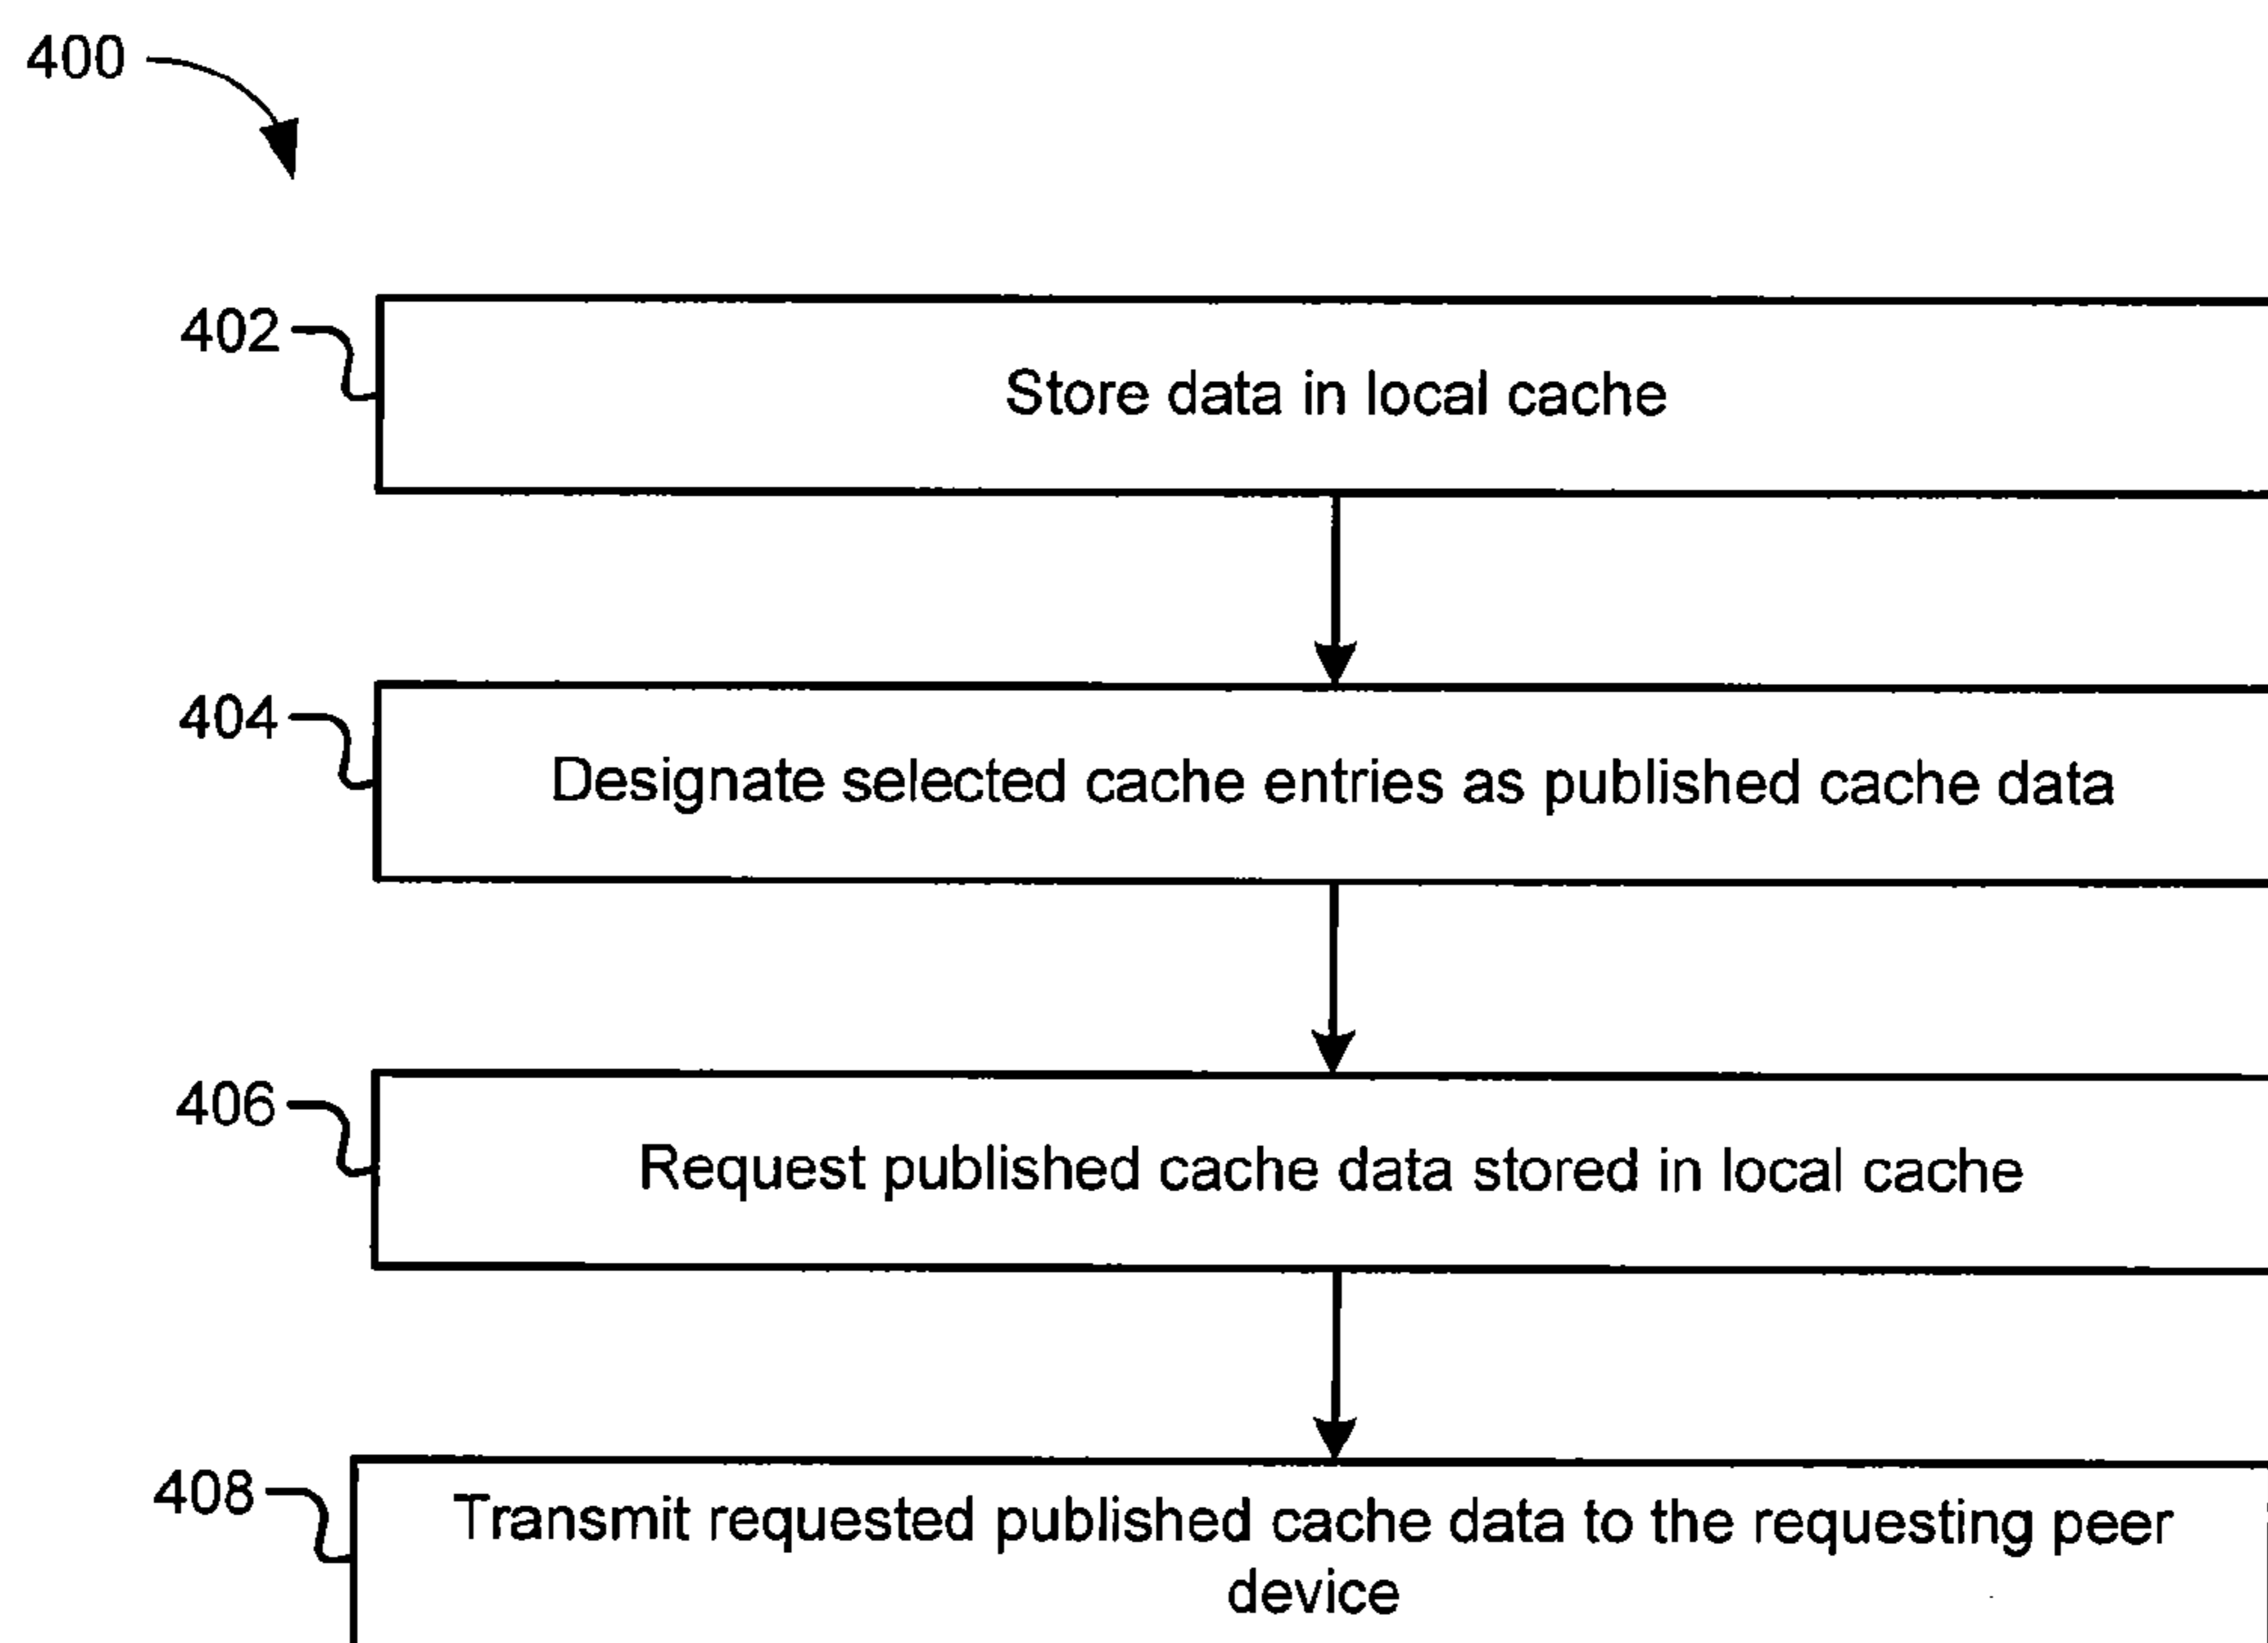 400
402
Store data in local cache
404
Designate selected cache entries as published cache data
406
Request published cache data stored in local cache
408
Transmit requested published cache data to the requesting peer
device